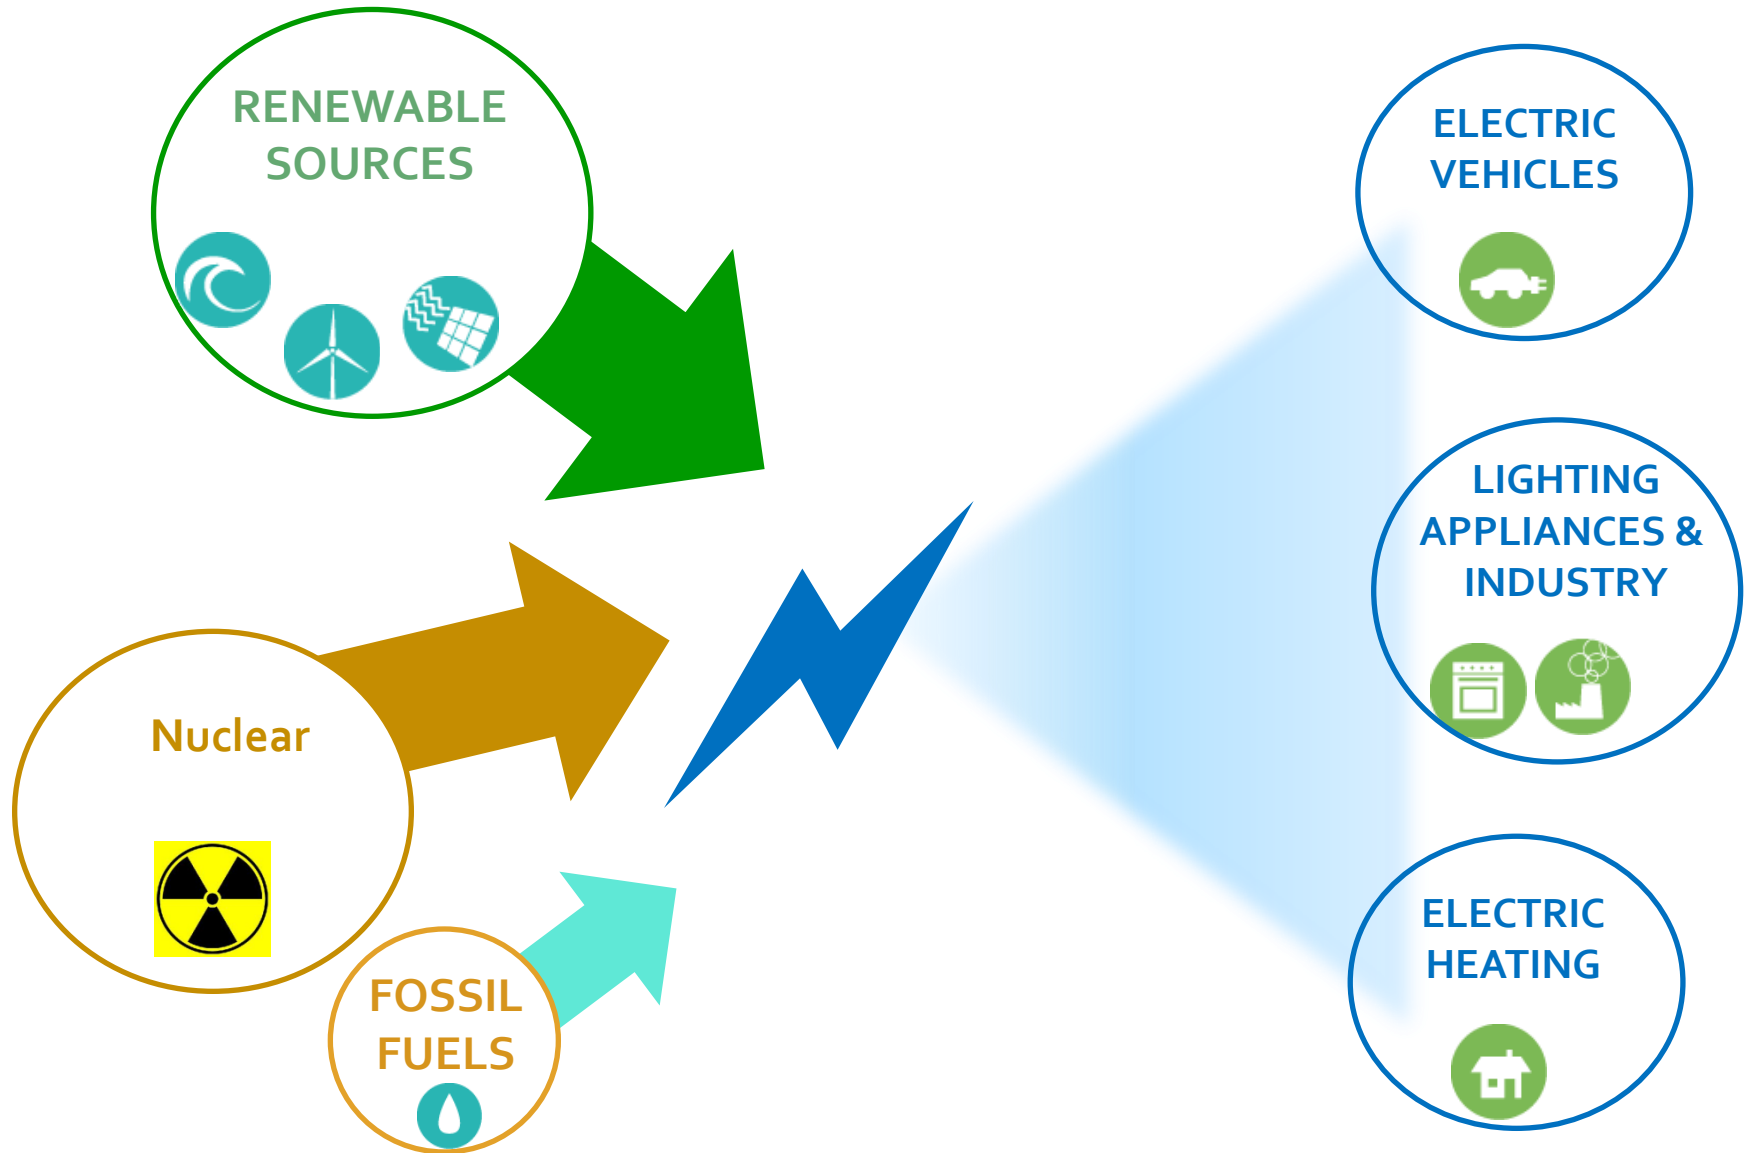 RENEWABLE
SOURCES
Nuclear
FOSSIL
FUELS
ELECTRIC
VEHICLES
LIGHTING
APPLIANCES &
INDUSTRY
ELECTRIC
HEATING